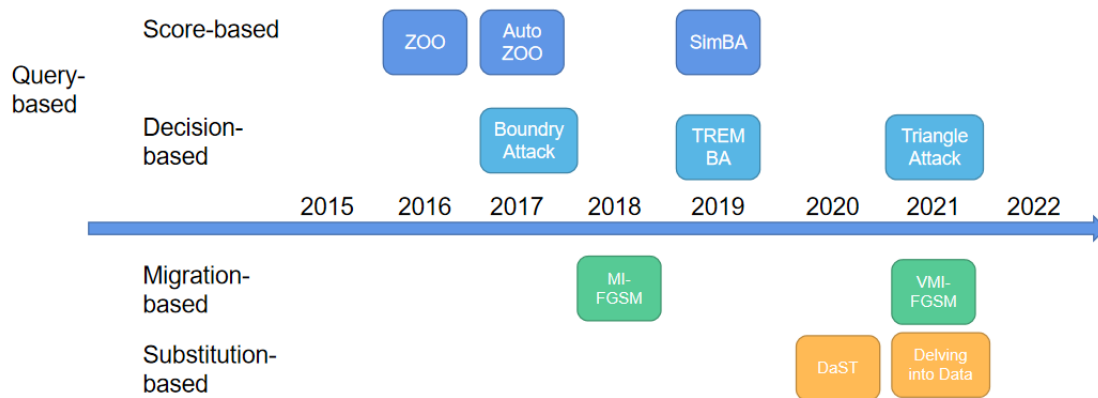 Score-based
ZOO
Auto
ZOO
SimBA
Query-
based
Decision-
based
Boundry
Attack
TREM
BA
Triangle
Attack
2015 2016 2017 2018 2019 2020 2021 2022
Migration-
based
MI-
FGSM
VMI-
FGSM
Substitution-
based
DaST
Delving
into Data